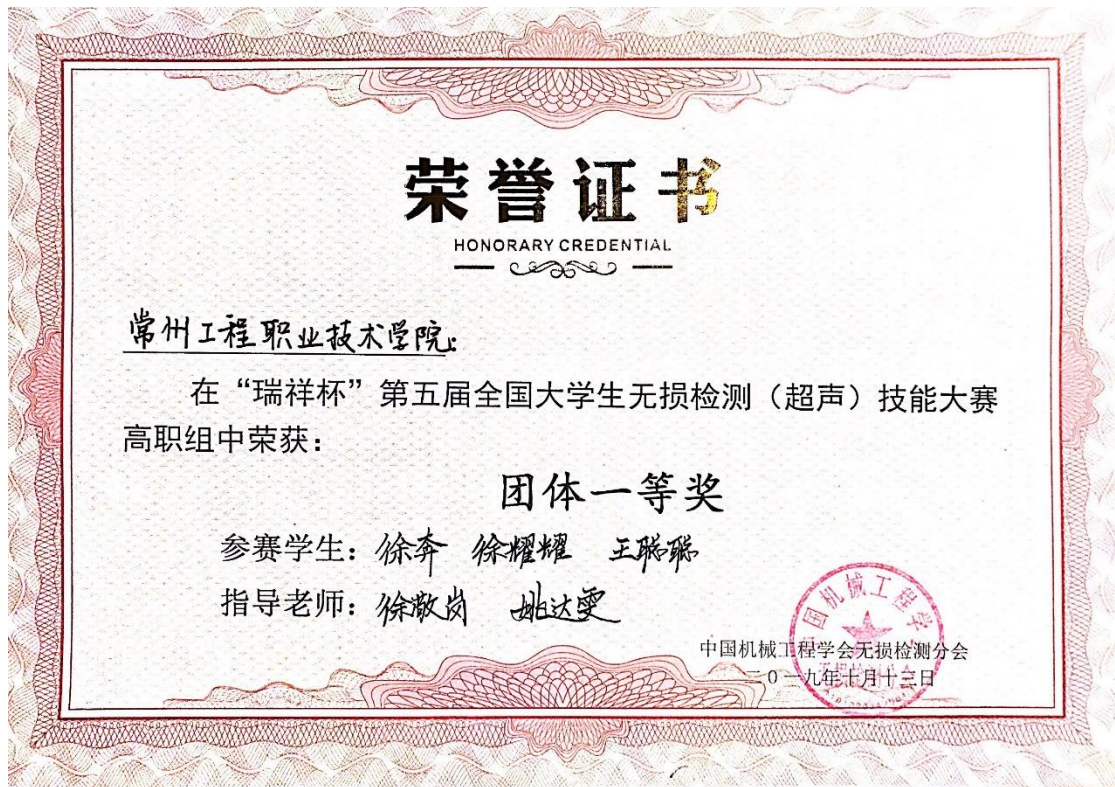 荣誉证书
HONORARY CREDENTIAL
常州工程职业技术学院:
在“瑞祥杯”第五届全国大学生无损检测(超声)技能大赛
高职组中荣获:
团体一等奖
参赛学生:徐奔 徐耀耀 王聪聪
指导老师:徐敬岗 姚达雯
中国机械工程学会无损检测分会
二0一九年十月十三日